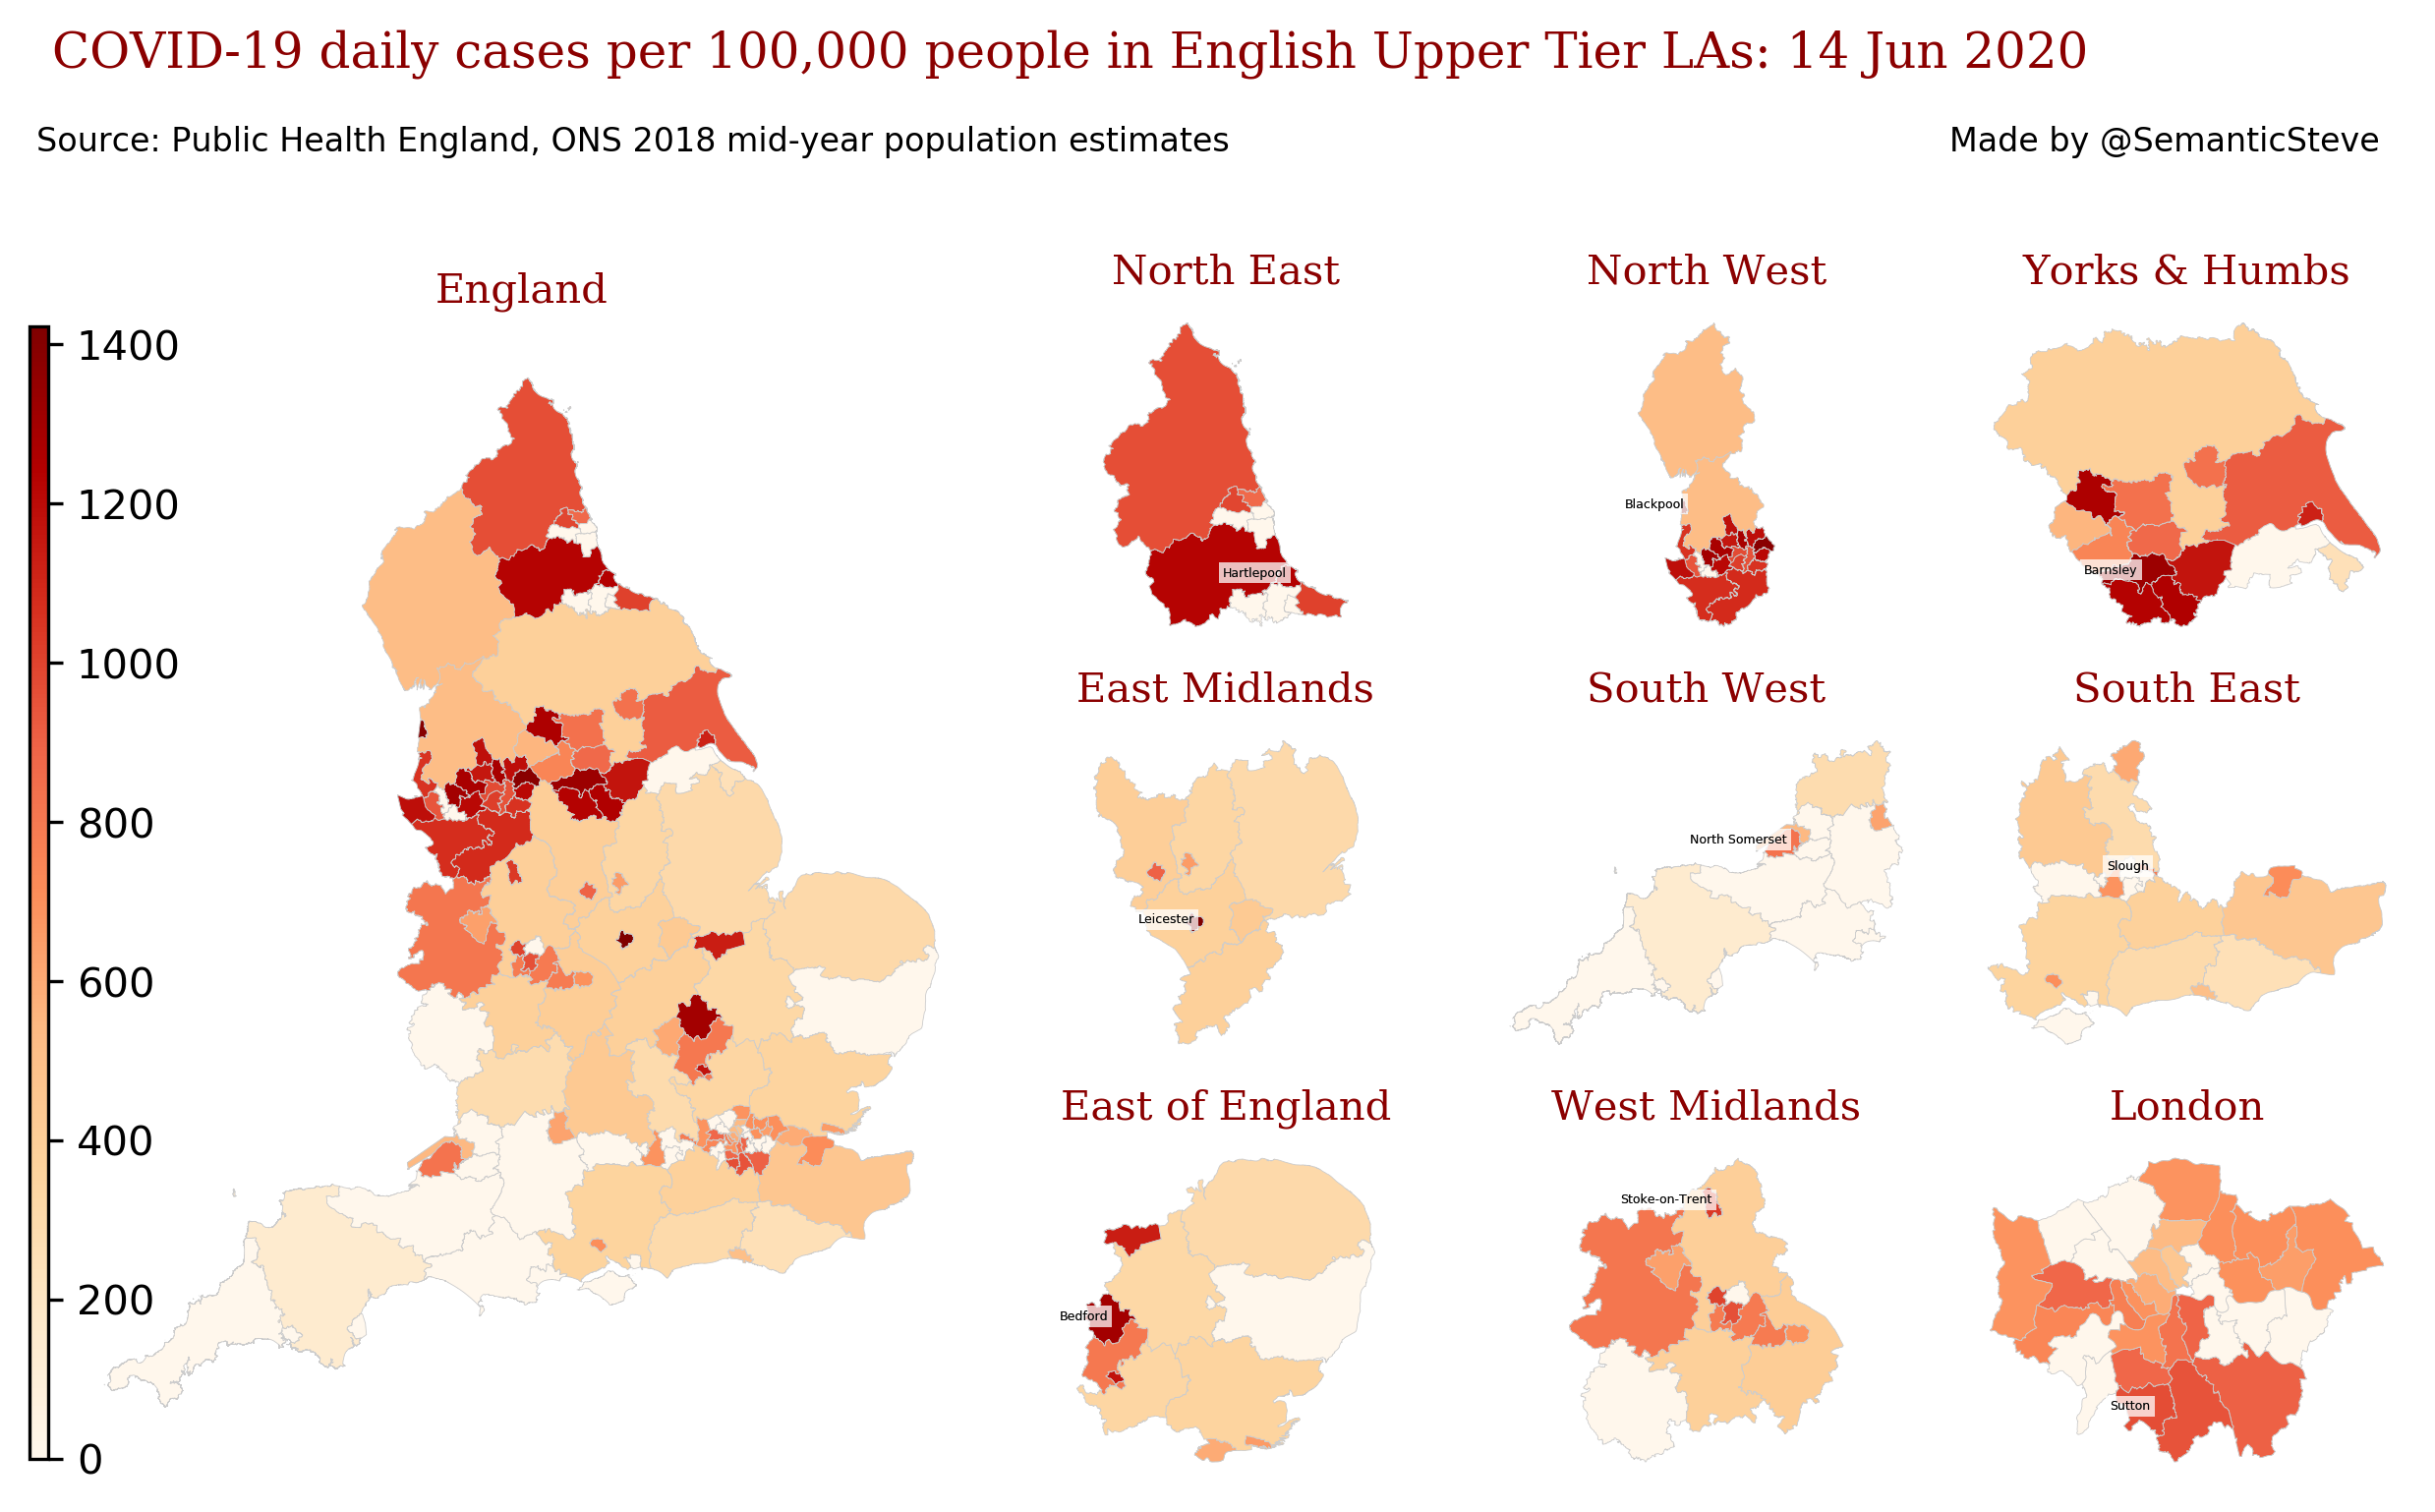 COVID-19 daily cases per 100,000 people in English Upper Tier LAs: 14 Jun 2020
Source: Public Health England, ONS 2018 mid-year population estimates
Made by @SemanticSteve
England
1400
1200
1000
800
600
400
200
0
North East
Hartlepool
North West
Blackpool
Yorks & Humbs
Barnsley
East Midlands
Leicester
South West
North Somerset
South East
Slough
East of England
Bedford
West Midlands
Stoke-on-Trent
London
Sutton